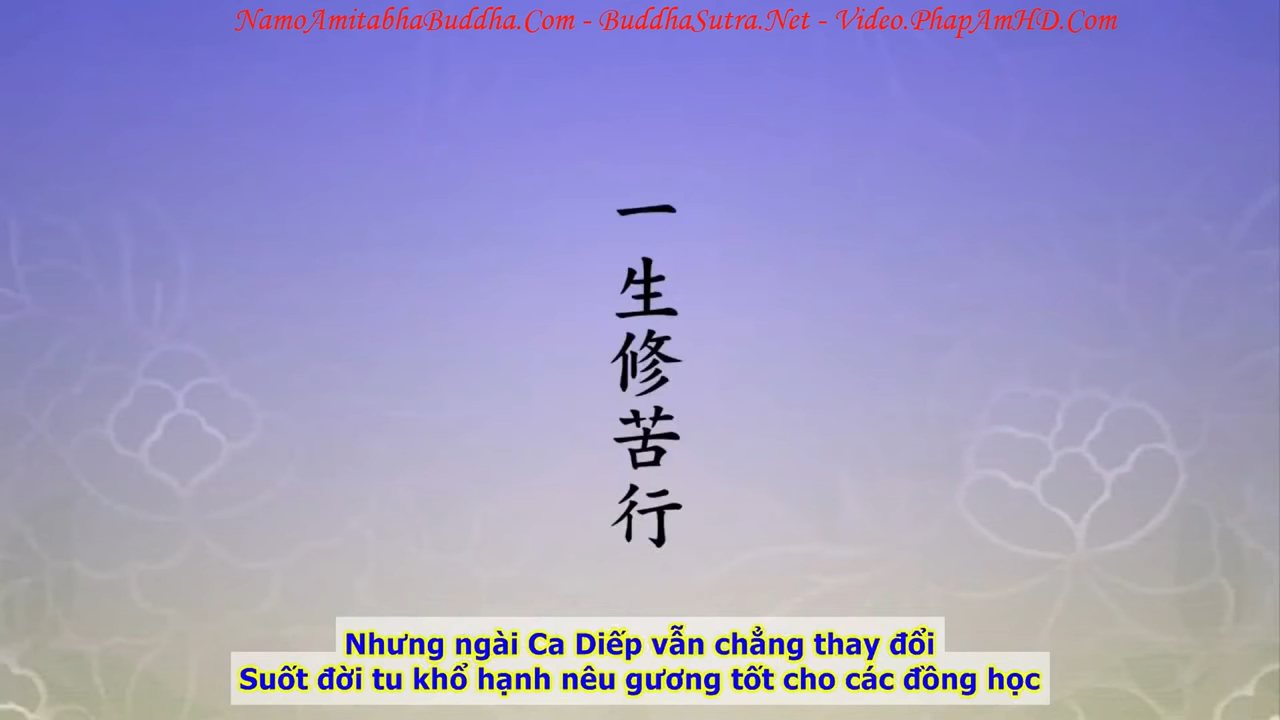 NamoAmitabhaBuddha.Com - BuddhaSutra.Net - Video.PhapAmHD.Com
一生修苦行
Nhưng ngài Ca Diếp vẫn chẳng thay đổi
Suốt đời tu khổ hạnh nêu gương tốt cho các đồng học